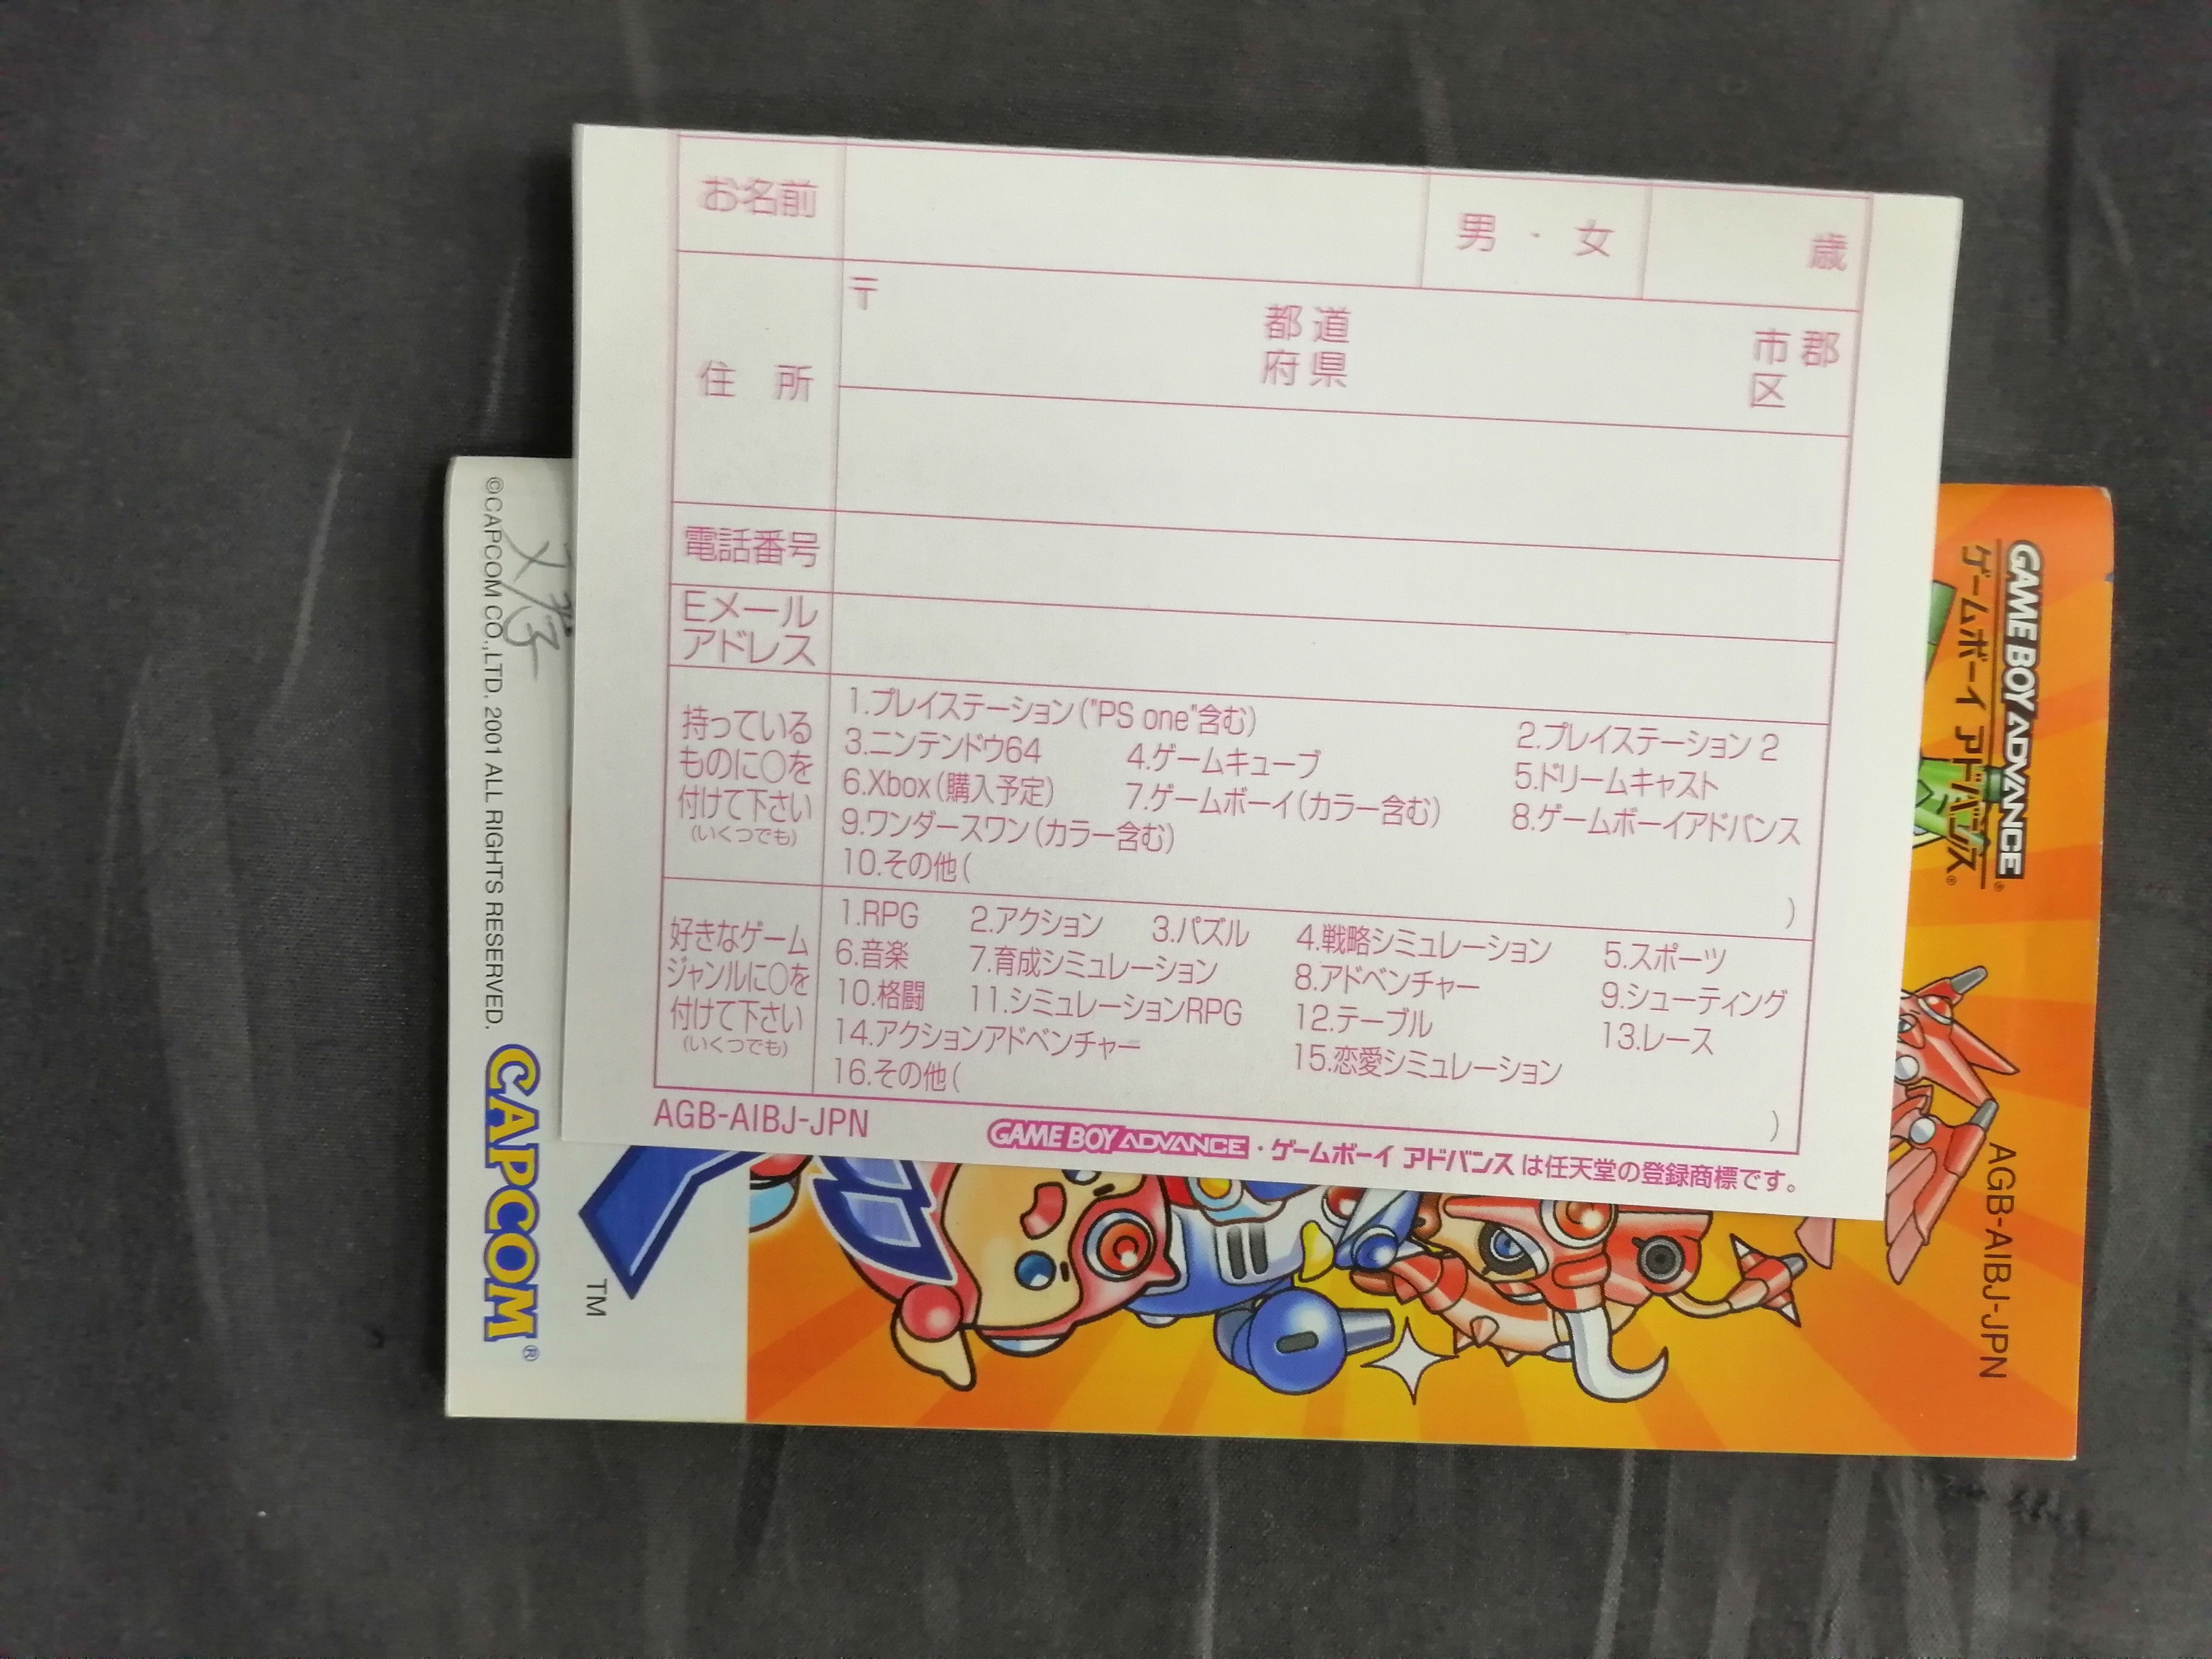 お名前
男 ・ 女
歳
住 所
〒
都 道
府 県
市 郡
区
電話番号
Eメール
アドレス
持っている
ものに○を
付けて下さい
(いくつでも)
1.プレイステーション("PS one"含む) 2.プレイステーション 2
3.ニンテンドウ64 4.ゲームキューブ 5.ドリームキャスト
6.Xbox(購入予定) 7.ゲームボーイ(カラー含む) 8.ゲームボーイアドバンス
9.ワンダースワン(カラー含む)
10.その他( )
好きなゲーム
ジャンルに○を
付けて下さい
(いくつでも)
1.RPG 2.アクション 3.パズル 4.戦略シミュレーション 5.スポーツ
6.音楽 7.育成シミュレーション 8.アドベンチャー 9.シューティング
10.格闘 11.シミュレーションRPG 12.テーブル 13.レース
14.アクションアドベンチャー 15.恋愛シミュレーション
16.その他( )
AGB-AIBJ-JPN
GAME BOY ADVANCE・ゲームボーイ アドバンス は任天堂の登録商標です。
GAME BOY ADVANCE®
ゲームボーイ アドバンス®
AGB-AIBJ-JPN
TM
©CAPCOM CO.,LTD. 2001 ALL RIGHTS RESERVED.
CAPCOM®